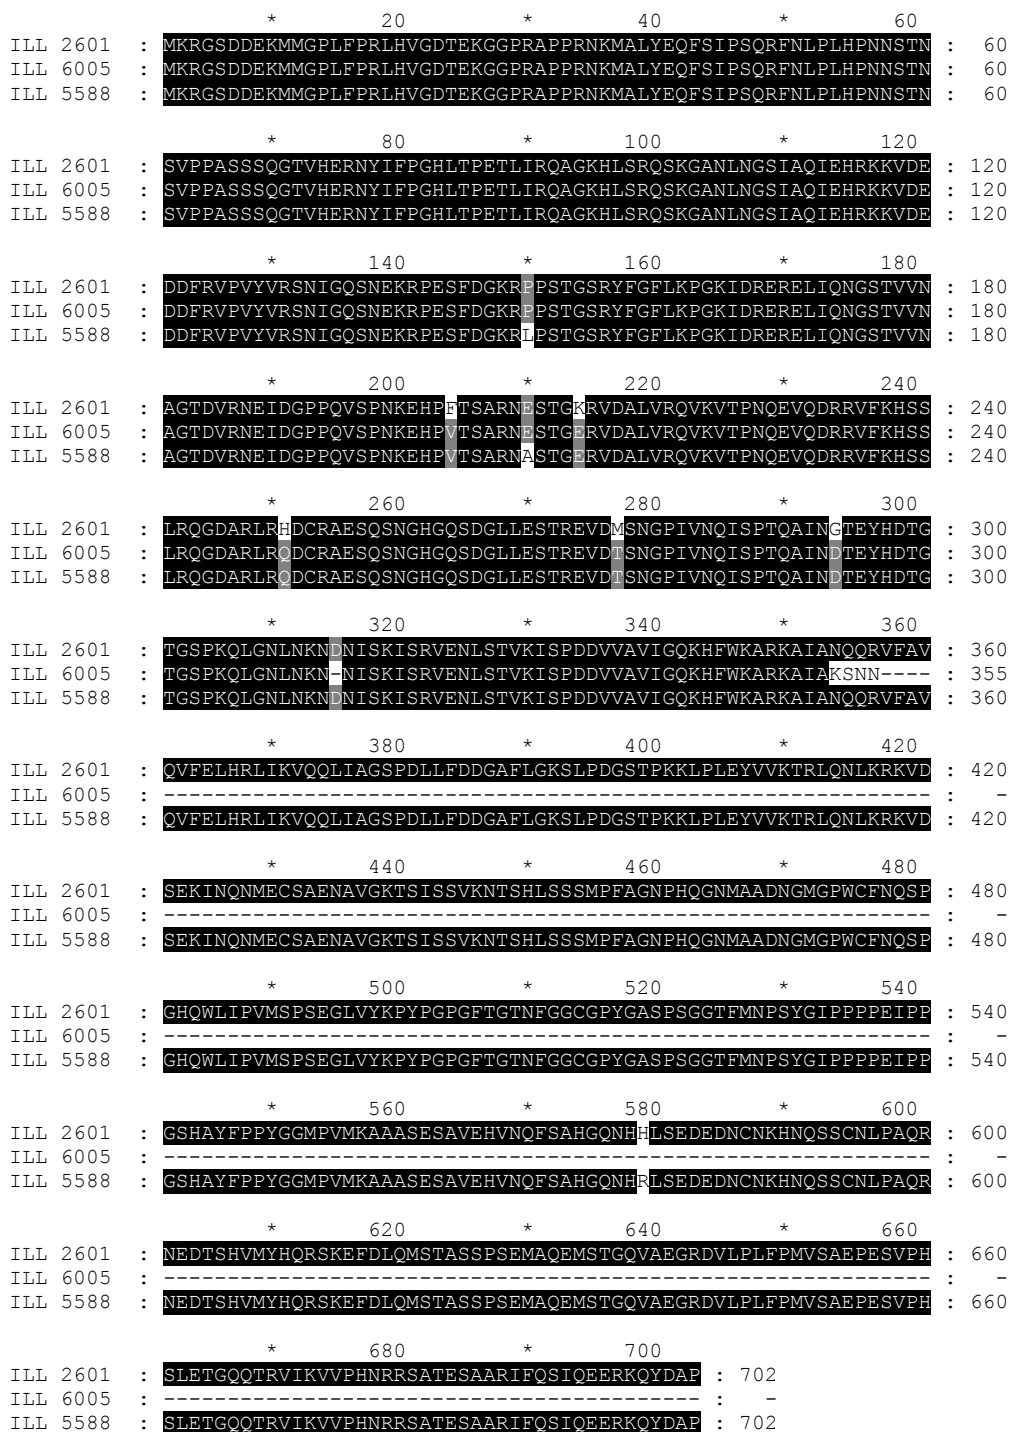 * 20 * 40 * 60
ILL 2601 : MKRGSDDEKMMGPLFPRLHVGDTEKGGPRAPPRNKMALYEQFSIPSQRFNLPLHPNNSTN : 60
ILL 6005 : MKRGSDDEKMMGPLFPRLHVGDTEKGGPRAPPRNKMALYEQFSIPSQRFNLPLHPNNSTN : 60
ILL 5588 : MKRGSDDEKMMGPLFPRLHVGDTEKGGPRAPPRNKMALYEQFSIPSQRFNLPLHPNNSTN : 60
* 80 * 100 * 120
ILL 2601 : SVPPASSSQGTVHERNYIFPGHLTPETLIRQAGKHLSRQSKGANLNGSIAQIEHRKKVDE : 120
ILL 6005 : SVPPASSSQGTVHERNYIFPGHLTPETLIRQAGKHLSRQSKGANLNGSIAQIEHRKKVDE : 120
ILL 5588 : SVPPASSSQGTVHERNYIFPGHLTPETLIRQAGKHLSRQSKGANLNGSIAQIEHRKKVDE : 120
* 140 * 160 * 180
ILL 2601 : DDFRVPVYVRSNIGQSNEKRPESFDGKRPPSTGSRYFGFLKPGKIDRERELIQNGSTVVN : 180
ILL 6005 : DDFRVPVYVRSNIGQSNEKRPESFDGKRPPSTGSRYFGFLKPGKIDRERELIQNGSTVVN : 180
ILL 5588 : DDFRVPVYVRSNIGQSNEKRPESFDGKRLPSTGSRYFGFLKPGKIDRERELIQNGSTVVN : 180
* 200 * 220 * 240
ILL 2601 : AGTDVRNEIDGPPQVSPNKEHPFTSARNESTGKRVDALVRQVKVTPNQEVQDRRVFKHSS : 240
ILL 6005 : AGTDVRNEIDGPPQVSPNKEHPVTSARNESTGERVDALVRQVKVTPNQEVQDRRVFKHSS : 240
ILL 5588 : AGTDVRNEIDGPPQVSPNKEHPVTSARNASTGERVDALVRQVKVTPNQEVQDRRVFKHSS : 240
* 260 * 280 * 300
ILL 2601 : LRQGDARLRHDCRAESQSNGHGQSDGLLESTREVDMSNGPIVNQISPTQAINGTEYHDTG : 300
ILL 6005 : LRQGDARLRQDCRAESQSNGHGQSDGLLESTREVDTSNGPIVNQISPTQAINDTEYHDTG : 300
ILL 5588 : LRQGDARLRQDCRAESQSNGHGQSDGLLESTREVDTSNGPIVNQISPTQAINDTEYHDTG : 300
* 320 * 340 * 360
ILL 2601 : TGSPKQLGNLNKNDNISKISRVENLSTVKISPDDVVAVIGQKHFWKARKAIANQQRVFAV : 360
ILL 6005 : TGSPKQLGNLNKN-NISKISRVENLSTVKISPDDVVAVIGQKHFWKARKAIAKSNN---- : 355
ILL 5588 : TGSPKQLGNLNKNDNISKISRVENLSTVKISPDDVVAVIGQKHFWKARKAIANQQRVFAV : 360
* 380 * 400 * 420
ILL 2601 : QVFELHRLIKVQQLIAGSPDLLFDDGAFLGKSLPDGSTPKKLPLEYVVKTRLQNLKRKVD : 420
ILL 6005 : ------------------------------------------------------------ : -
ILL 5588 : QVFELHRLIKVQQLIAGSPDLLFDDGAFLGKSLPDGSTPKKLPLEYVVKTRLQNLKRKVD : 420
* 440 * 460 * 480
ILL 2601 : SEKINQNMECSAENAVGKTSISSVKNTSHLSSSMPFAGNPHQGNMAADNGMGPWCFNQSP : 480
ILL 6005 : ------------------------------------------------------------ : -
ILL 5588 : SEKINQNMECSAENAVGKTSISSVKNTSHLSSSMPFAGNPHQGNMAADNGMGPWCFNQSP : 480
* 500 * 520 * 540
ILL 2601 : GHQWLIPVMSPSEGLVYKPYPGPGFTGTNFGGCGPYGASPSGGTFMNPSYGIPPPPEIPP : 540
ILL 6005 : ------------------------------------------------------------ : -
ILL 5588 : GHQWLIPVMSPSEGLVYKPYPGPGFTGTNFGGCGPYGASPSGGTFMNPSYGIPPPPEIPP : 540
* 560 * 580 * 600
ILL 2601 : GSHAYFPPYGGMPVMKAAASESAVEHVNQFSAHGQNHHLSEDEDNCNKHNQSSCNLPAQR : 600
ILL 6005 : ------------------------------------------------------------ : -
ILL 5588 : GSHAYFPPYGGMPVMKAAASESAVEHVNQFSAHGQNHRLSEDEDNCNKHNQSSCNLPAQR : 600
* 620 * 640 * 660
ILL 2601 : NEDTSHVMYHQRSKEFDLQMSTASSPSEMAQEMSTGQVAEGRDVLPLFPMVSAEPESVPH : 660
ILL 6005 : ------------------------------------------------------------ : -
ILL 5588 : NEDTSHVMYHQRSKEFDLQMSTASSPSEMAQEMSTGQVAEGRDVLPLFPMVSAEPESVPH : 660
* 680 * 700
ILL 2601 : SLETGQQTRVIKVVPHNRRSATESAARIFQSIQEERKQYDAP : 702
ILL 6005 : ------------------------------------------ : -
ILL 5588 : SLETGQQTRVIKVVPHNRRSATESAARIFQSIQEERKQYDAP : 702